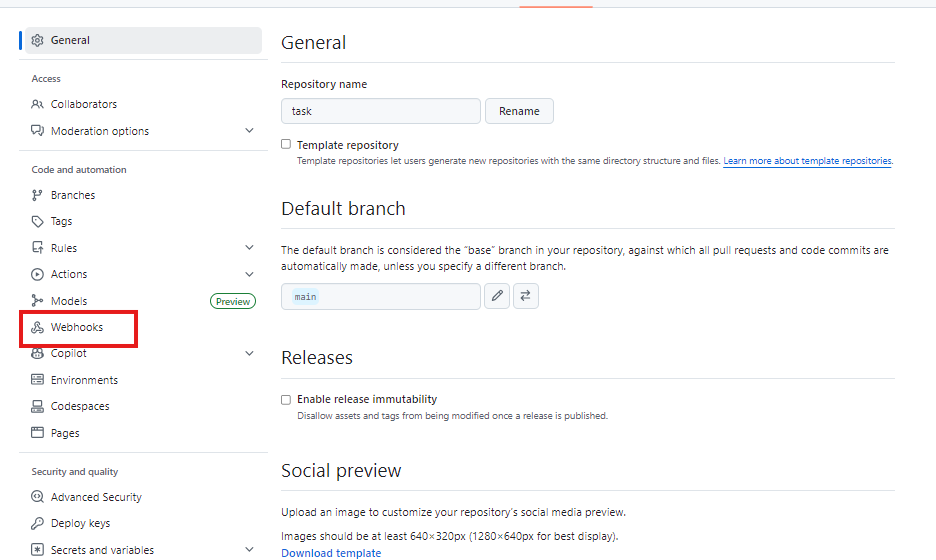 General
Access
Collaborators
Moderation options
Code and automation
Branches
Tags
Rules
Actions
Models Preview
Webhooks
Copilot
Environments
Codespaces
Pages
Security and quality
Advanced Security
Deploy keys
Secrets and variables
General
Repository name
task Rename
Template repository
Template repositories let users generate new repositories with the same directory structure and files. Learn more about template repositories.
Default branch
The default branch is considered the “base” branch in your repository, against which all pull requests and code commits are
automatically made, unless you specify a different branch.
main
Releases
Enable release immutability
Disallow assets and tags from being modified once a release is published.
Social preview
Upload an image to customize your repository’s social media preview.
Images should be at least 640×320px (1280×640px for best display).
Download template